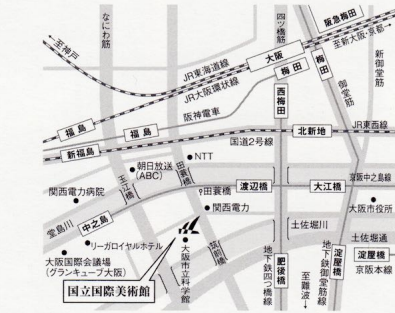 なにわ筋
四ツ橋筋
阪急梅田
至新大阪・京都
至神戸
大阪
梅田
梅田
新御堂筋
JR東海道線
JR大阪環状線
阪神電車
西梅田
御堂筋
福島
福島
新福島
北新地
JR東西線
国道2号線
NTT
朝日放送
(ABC)
田蓑橋
玉江橋
関西電力病院
田蓑橋
渡辺橋
大江橋
京阪中之島線
関西電力
大阪市役所
堂島川
中之島
リーガロイヤルホテル
大阪国際会議場
(グランキューブ大阪)
大阪市立科学館
筑前橋
国立国際美術館
土佐堀川
土佐堀通
肥後橋
地下鉄四つ橋線
至難波
地下鉄御堂筋線
淀屋橋
淀屋橋
京阪本線